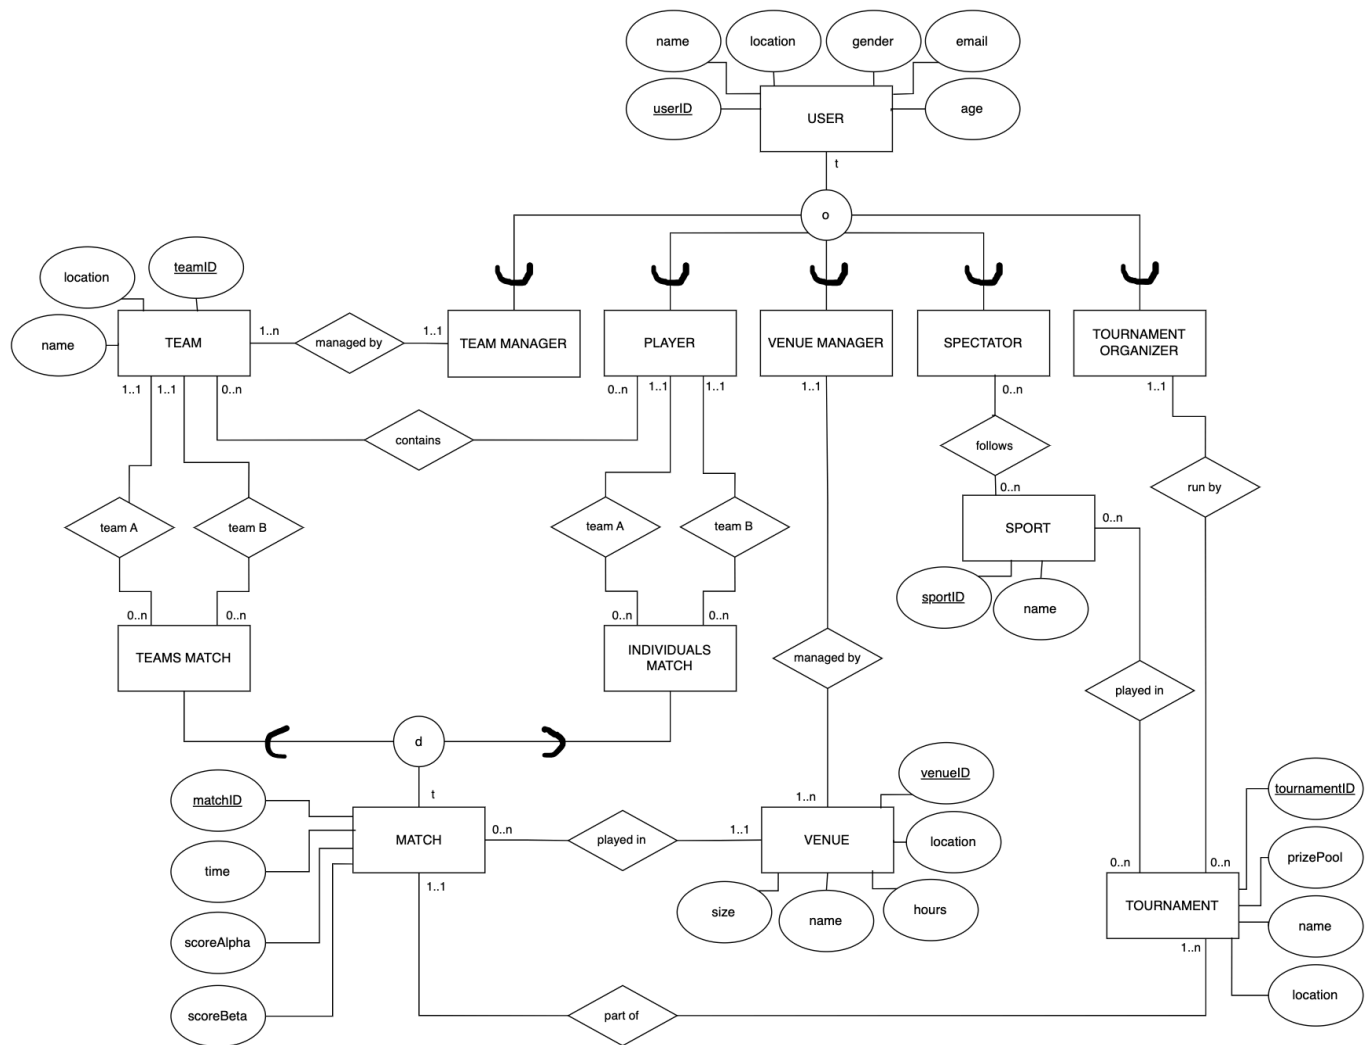 name
location
gender
email
userID
USER
age
t
o
location
teamID
name
TEAM
1..n
managed by
1..1
TEAM MANAGER
PLAYER
VENUE MANAGER
SPECTATOR
TOURNAMENT
ORGANIZER
1..1
1..1
0..n
0..n
1..1
1..1
1..1
0..n
1..1
contains
follows
0..n
run by
team A
team B
team A
team B
SPORT
0..n
sportID
name
0..n
0..n
0..n
0..n
TEAMS MATCH
INDIVIDUALS
MATCH
managed by
played in
d
t
matchID
time
scoreAlpha
scoreBeta
MATCH
0..n
played in
1..1
1..1
1..n
VENUE
venueID
location
size
name
hours
0..n
0..n
TOURNAMENT
1..n
tournamentID
prizePool
name
location
part of